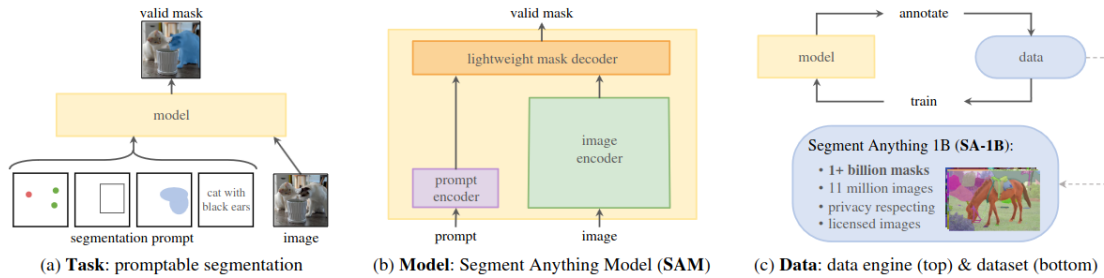 valid mask
model
cat with
black ears
segmentation prompt
image
(a) Task: promptable segmentation
valid mask
lightweight mask decoder
image
encoder
prompt
encoder
prompt
image
(b) Model: Segment Anything Model (SAM)
annotate
model
data
train
Segment Anything 1B (SA-1B):
• 1+ billion masks
• 11 million images
• privacy respecting
• licensed images
(c) Data: data engine (top) & dataset (bottom)